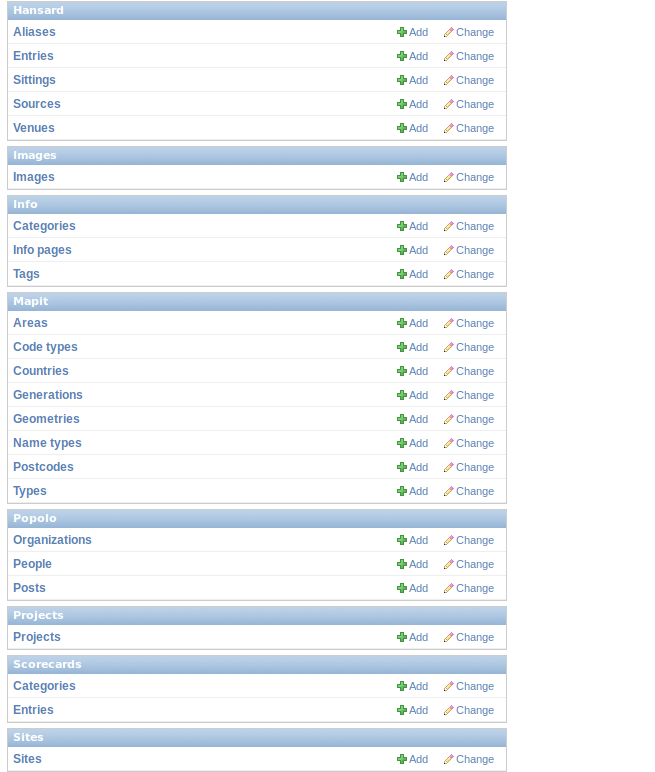 Hansard
Aliases Add Change
Entries Add Change
Sittings Add Change
Sources Add Change
Venues Add Change
Images
Images Add Change
Info
Categories Add Change
Info pages Add Change
Tags Add Change
Mapit
Areas Add Change
Code types Add Change
Countries Add Change
Generations Add Change
Geometries Add Change
Name types Add Change
Postcodes Add Change
Types Add Change
Popolo
Organizations Add Change
People Add Change
Posts Add Change
Projects
Projects Add Change
Scorecards
Categories Add Change
Entries Add Change
Sites
Sites Add Change